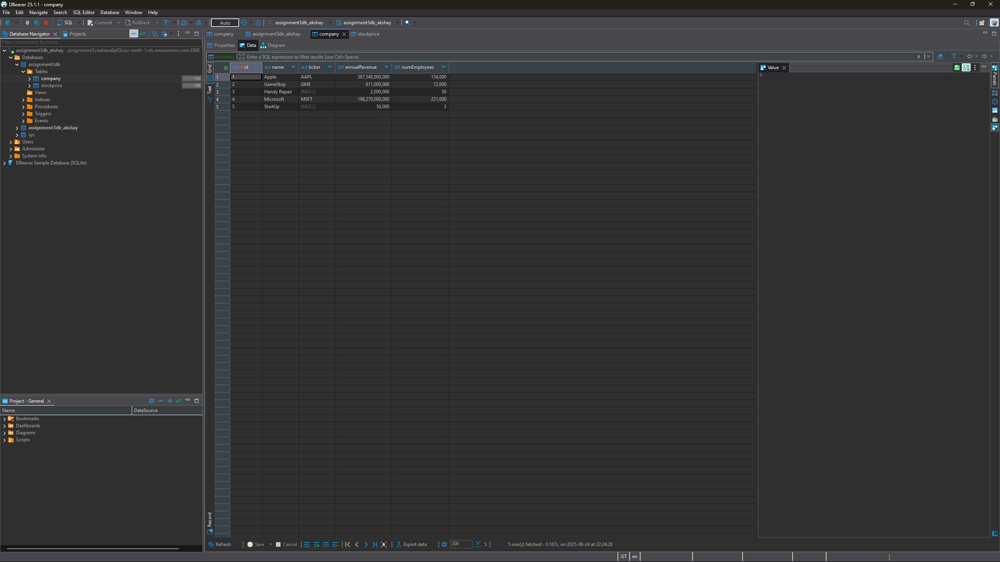 DBeaver 25.1.1 - company
File Edit Navigate Search SQL Editor Database Window Help
SQL Commit Rollback Auto assignment3db_akshay assignment3db_akshay
Database Navigator Projects
Filter connections by name
assignment3db_akshay assignment3.cxokoao6q63z.eu-north-1.rds.amazonaws.com:3306
Databases
assignment3db
Tables
company 16K
stockprice 16K
Views
Indexes
Procedures
Triggers
Events
assignment3db_akshay
sys
Users
Administer
System Info
DBeaver Sample Database (SQLite)
Project - General
Name DataSource
Bookmarks
Dashboards
Diagrams
Scripts
company assignment3db_akshay company stockprice
Properties Data Diagram
company Enter a SQL expression to filter results (use Ctrl+Space)
Grid
Text
Record
123 id A-Z name A-Z ticker 123 annualRevenue 123 numEmployees
1 1 Apple AAPL 387,540,000,000 154,000
2 2 GameStop GME 611,000,000 12,000
3 3 Handy Repair [NULL] 2,000,000 50
4 4 Microsoft MSFT 198,270,000,000 221,000
5 5 StartUp [NULL] 50,000 3
Value
1
Panels
Refresh Save Cancel Export data 200 5 5 row(s) fetched - 0.167s, on 2025-06-24 at 22:24:28
IST en